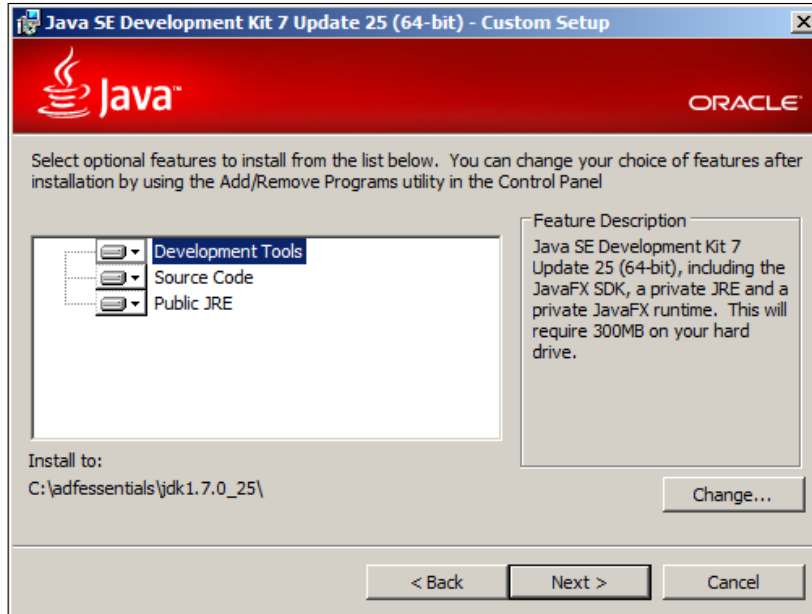 Java SE Development Kit 7 Update 25 (64-bit) - Custom Setup
Java™
ORACLE®
Select optional features to install from the list below. You can change your choice of features after
installation by using the Add/Remove Programs utility in the Control Panel
Development Tools
Source Code
Public JRE
Feature Description
Java SE Development Kit 7
Update 25 (64-bit), including the
JavaFX SDK, a private JRE and a
private JavaFX runtime. This will
require 300MB on your hard
drive.
Install to:
C:\adfessentials\jdk1.7.0_25\
Change...
< Back
Next >
Cancel